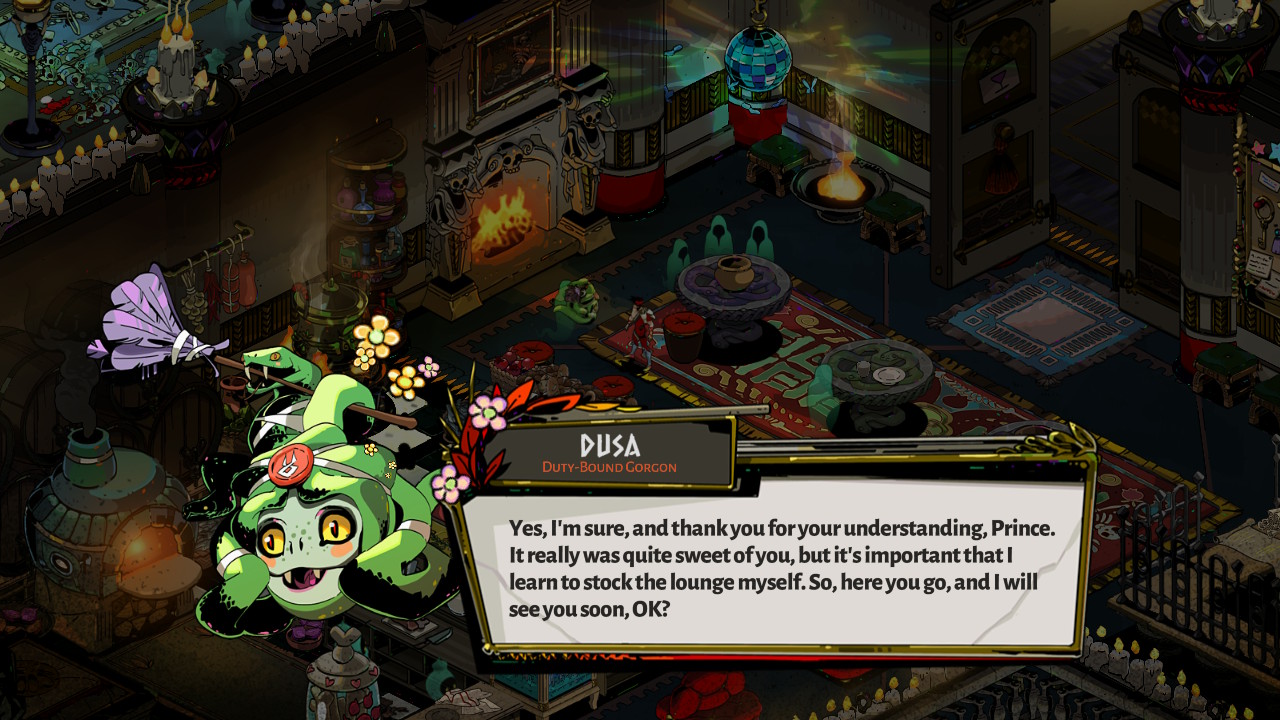 DUSA
Duty-Bound Gorgon
Yes, I'm sure, and thank you for your understanding, Prince.
It really was quite sweet of you, but it's important that I
learn to stock the lounge myself. So, here you go, and I will
see you soon, OK?